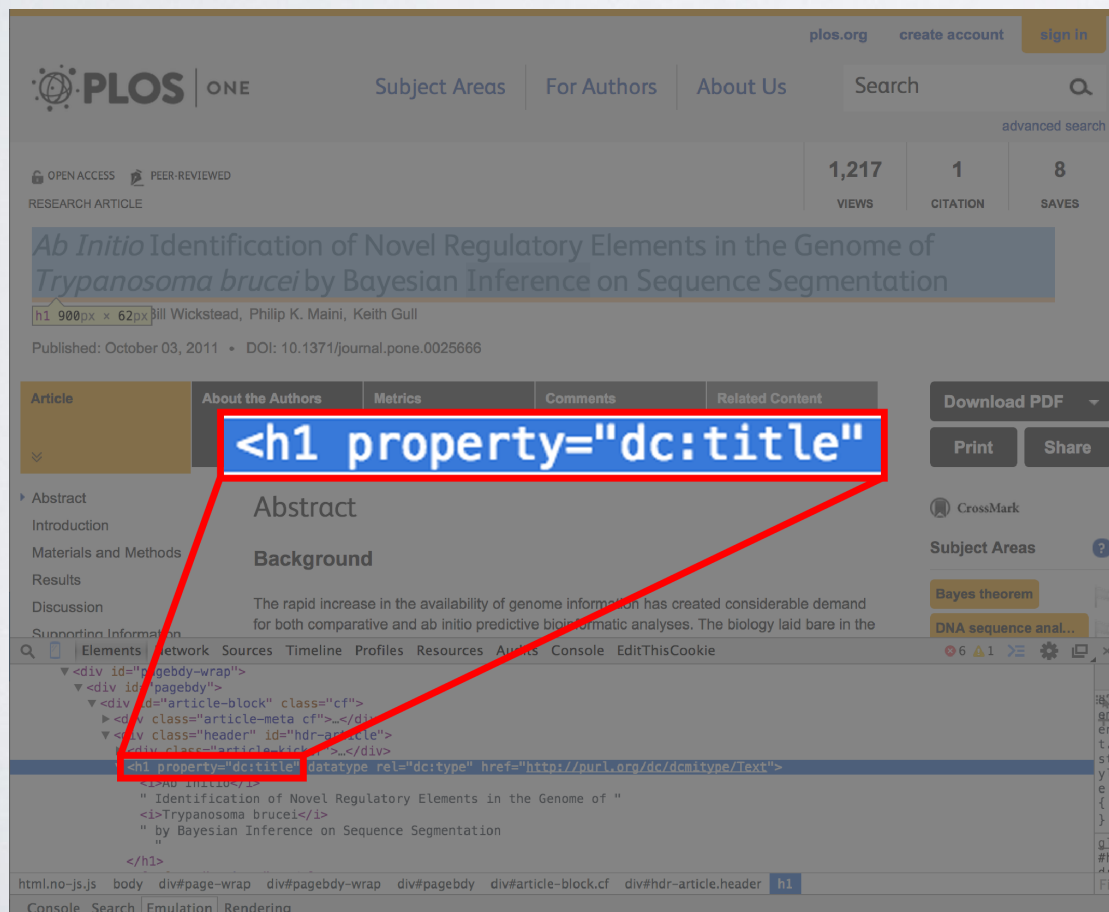 plos.org create account sign in
PLOS ONE Subject Areas For Authors About Us Search
advanced search
OPEN ACCESS PEER-REVIEWED
RESEARCH ARTICLE
1,217 1 8
VIEWS CITATION SAVES
Ab Initio Identification of Novel Regulatory Elements in the Genome of
Trypanosoma brucei by Bayesian Inference on Sequence Segmentation
h1 900px × 62px Bill Wickstead, Philip K. Maini, Keith Gull
Published: October 03, 2011 • DOI: 10.1371/journal.pone.0025666
Article About the Authors Metrics Comments Related Content
Download PDF
Print Share
<h1 property="dc:title"
Abstract
Introduction
Materials and Methods
Results
Discussion
Supporting Information
Abstract
Background
The rapid increase in the availability of genome information has created considerable demand
for both comparative and ab initio predictive bioinformatic analyses. The biology laid bare in the
CrossMark
Subject Areas ?
Bayes theorem
DNA sequence anal...
Elements Network Sources Timeline Profiles Resources Audits Console EditThisCookie 6 1
▼<div id="pagebdy-wrap">
▼<div id="pagebdy">
▼<div id="article-block" class="cf">
▶<div class="article-meta cf">…</div>
▼<div class="header" id="hdr-article">
<div class="article-kicker">…</div>
<h1 property="dc:title" datatype rel="dc:type" href="http://purl.org/dc/dcmitype/Text">
<i>Ab Initio</i>
" Identification of Novel Regulatory Elements in the Genome of "
<i>Trypanosoma brucei</i>
" by Bayesian Inference on Sequence Segmentation
"
</h1>
html.no-js.js body div#page-wrap div#pagebdy-wrap div#pagebdy div#article-block.cf div#hdr-article.header h1
Console Search Emulation Rendering